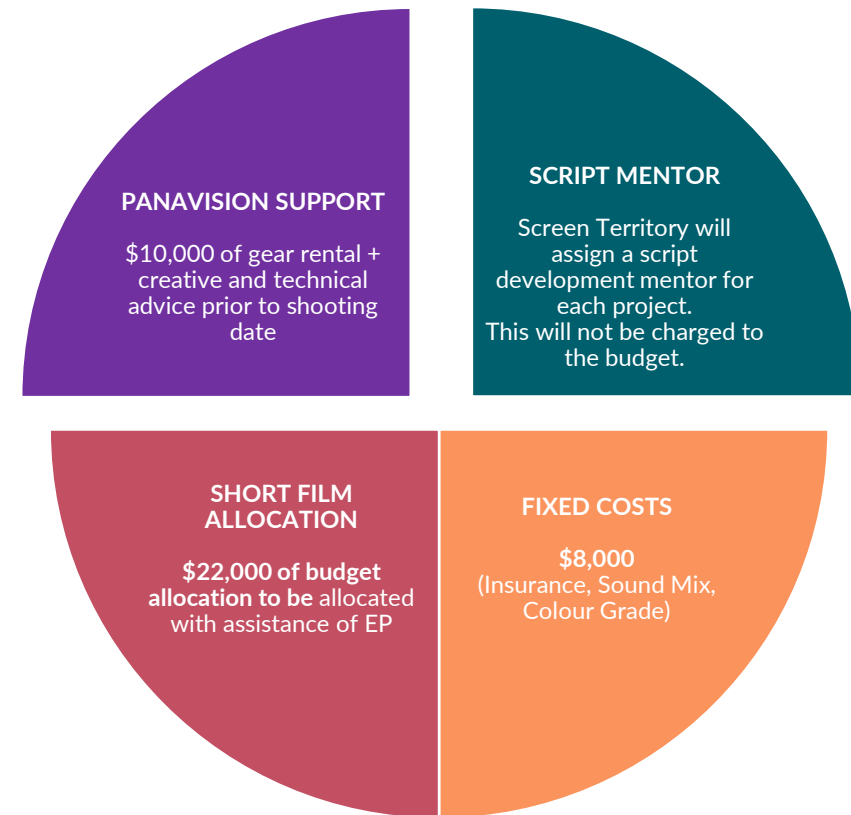 PANAVISION SUPPORT
$10,000 of gear rental +
creative and technical
advice prior to shooting
date
SCRIPT MENTOR
Screen Territory will
assign a script
development mentor for
each project.
This will not be charged to
the budget.
SHORT FILM
ALLOCATION
$22,000 of budget
allocation to be allocated
with assistance of EP
FIXED COSTS
$8,000
(Insurance, Sound Mix,
Colour Grade)